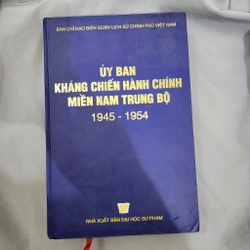 BAN CHỈ ĐẠO BIÊN SOẠN LỊCH SỬ CHÍNH PHỦ VIỆT NAM
ỦY BAN
KHÁNG CHIẾN HÀNH CHÍNH
MIỀN NAM TRUNG BỘ
1945 - 1954
NHÀ XUẤT BẢN ĐẠI HỌC SƯ PHẠM